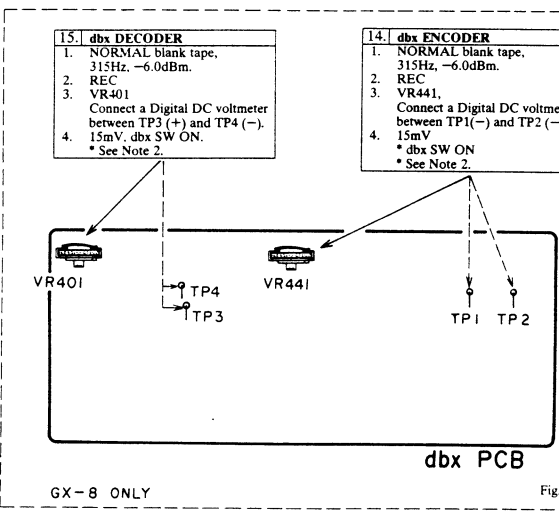 15. dbx DECODER
1. NORMAL blank tape,
315Hz, −6.0dBm.
2. REC
3. VR401
Connect a Digital DC voltmeter
between TP3 (+) and TP4 (−).
4. 15mV, dbx SW ON.
* See Note 2.
14. dbx ENCODER
1. NORMAL blank tape,
315Hz, −6.0dBm.
2. REC
3. VR441,
Connect a Digital DC voltme
between TP1(−) and TP2 (−
4. 15mV
* dbx SW ON
* See Note 2.
VR401
TP4
TP3
VR441
TP1 TP2
dbx PCB
GX-8 ONLY
Fig.